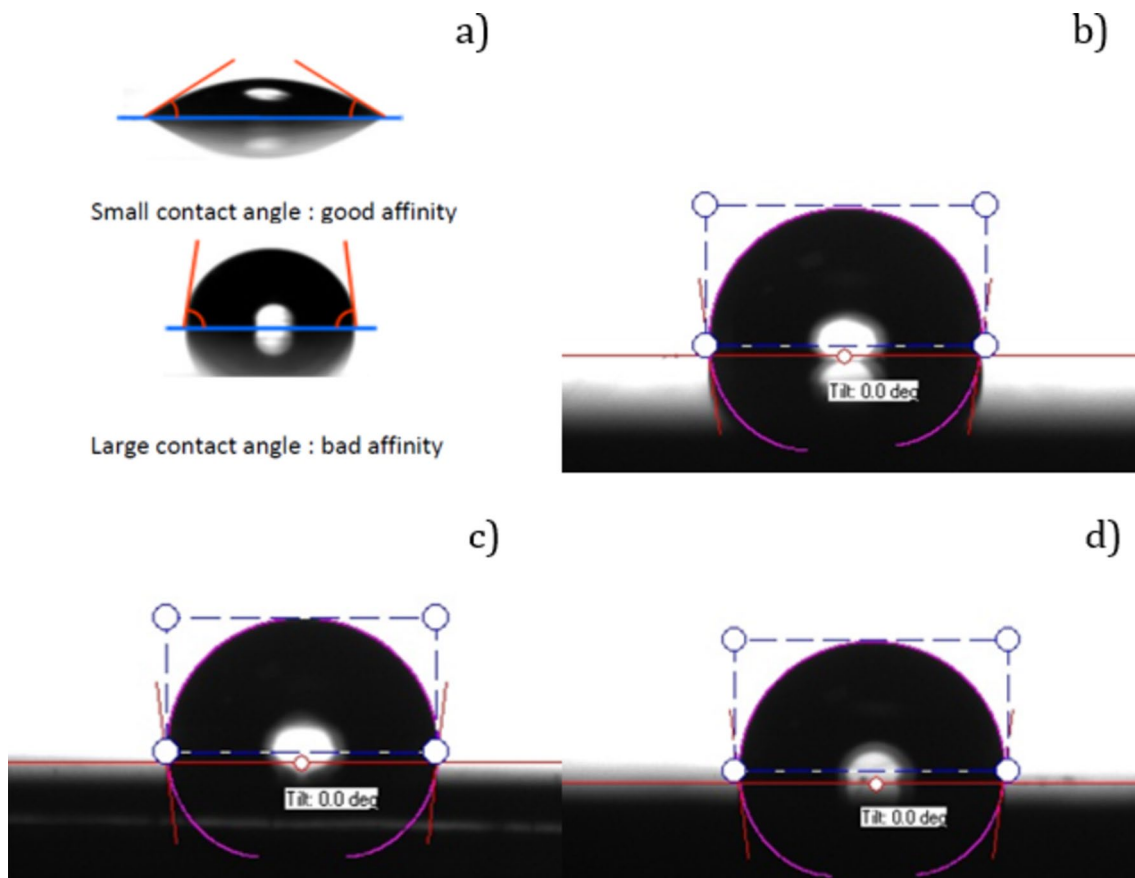 a)
b)
Small contact angle : good affinity
Large contact angle : bad affinity
Tilt: 0.0 deg
c)
d)
Tilt: 0.0 deg
Tilt: 0.0 deg